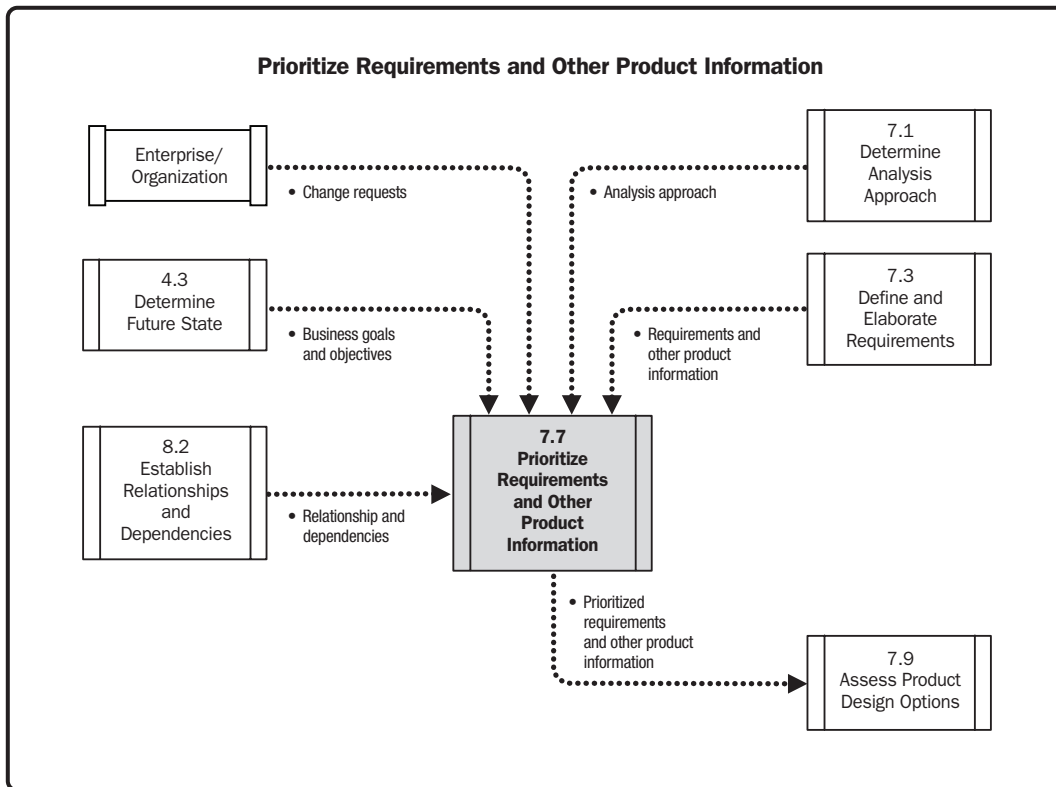 Prioritize Requirements and Other Product Information
Enterprise/
Organization
• Change requests
7.1
Determine
Analysis
Approach
• Analysis approach
4.3
Determine
Future State
• Business goals
and objectives
7.3
Define and
Elaborate
Requirements
• Requirements and
other product
information
8.2
Establish
Relationships
and
Dependencies
• Relationship and
dependencies
7.7
Prioritize
Requirements
and Other
Product
Information
• Prioritized
requirements
and other product
information
7.9
Assess Product
Design Options